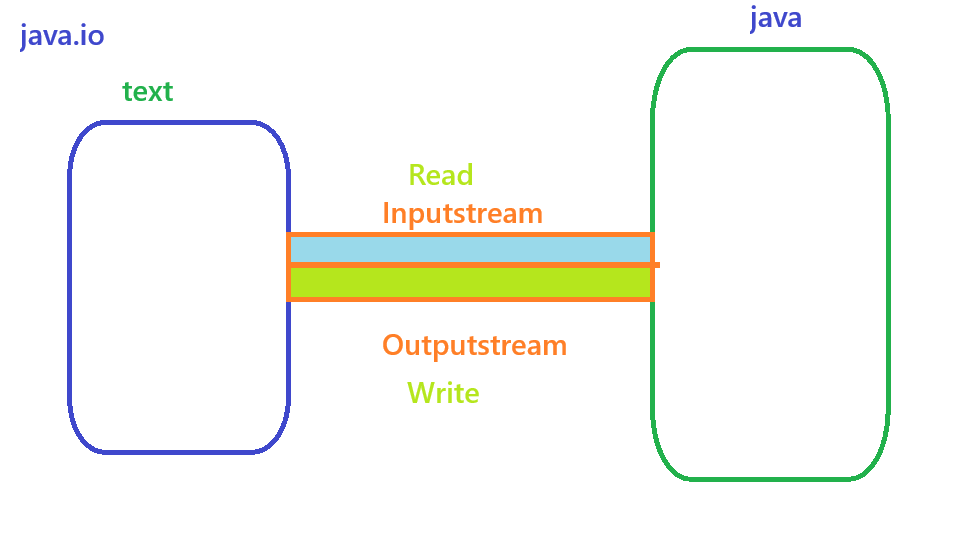 java.io
java
text
Read
Inputstream
Outputstream
Write